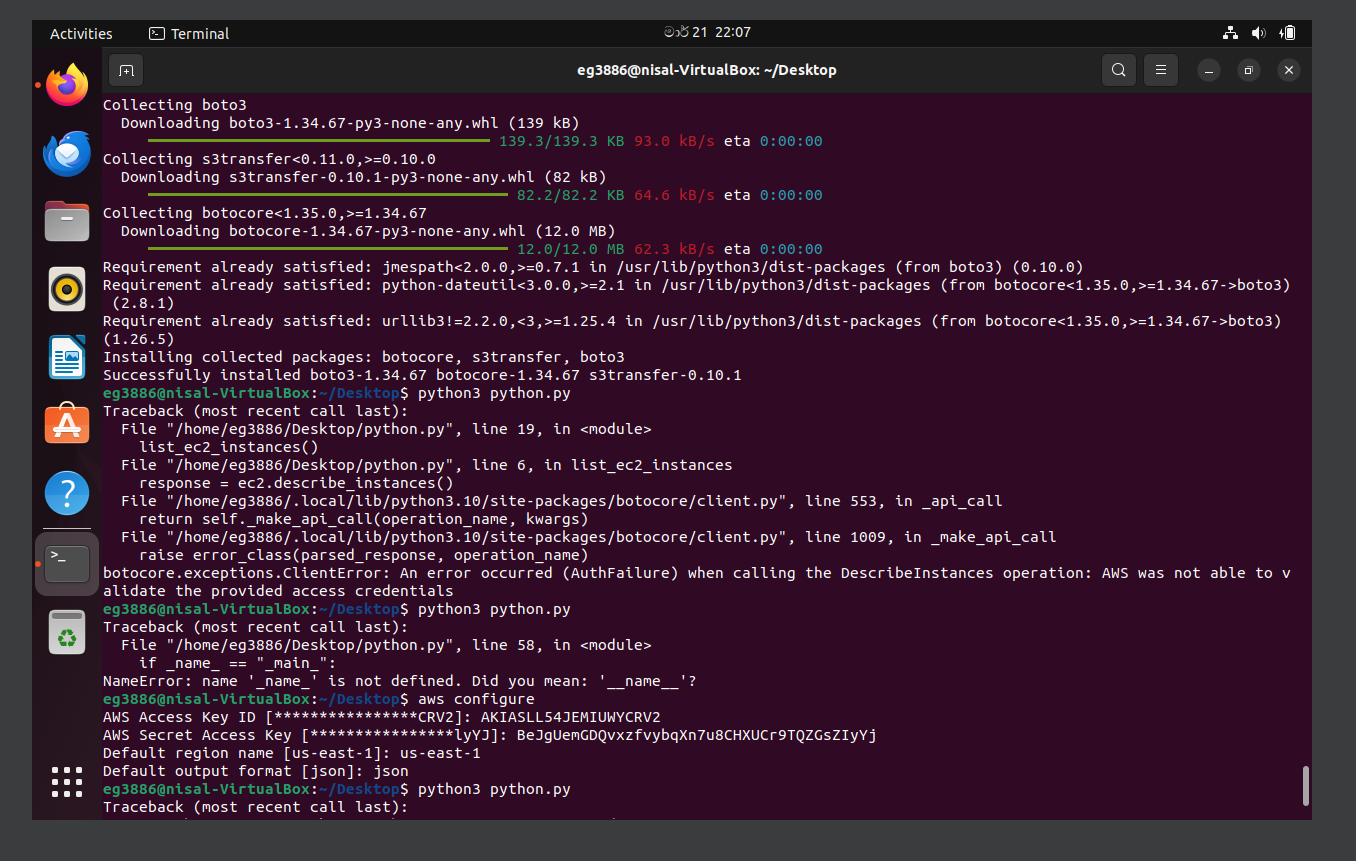 Activities
Terminal
මාර් 21 22:07
eg3886@nisal-VirtualBox: ~/Desktop
Collecting boto3
Downloading boto3-1.34.67-py3-none-any.whl (139 kB)
139.3/139.3 KB 93.0 kB/s eta 0:00:00
Collecting s3transfer<0.11.0,>=0.10.0
Downloading s3transfer-0.10.1-py3-none-any.whl (82 kB)
82.2/82.2 KB 64.6 kB/s eta 0:00:00
Collecting botocore<1.35.0,>=1.34.67
Downloading botocore-1.34.67-py3-none-any.whl (12.0 MB)
12.0/12.0 MB 62.3 kB/s eta 0:00:00
Requirement already satisfied: jmespath<2.0.0,>=0.7.1 in /usr/lib/python3/dist-packages (from boto3) (0.10.0)
Requirement already satisfied: python-dateutil<3.0.0,>=2.1 in /usr/lib/python3/dist-packages (from botocore<1.35.0,>=1.34.67->boto3)
(2.8.1)
Requirement already satisfied: urllib3!=2.2.0,<3,>=1.25.4 in /usr/lib/python3/dist-packages (from botocore<1.35.0,>=1.34.67->boto3)
(1.26.5)
Installing collected packages: botocore, s3transfer, boto3
Successfully installed boto3-1.34.67 botocore-1.34.67 s3transfer-0.10.1
eg3886@nisal-VirtualBox:~/Desktop$ python3 python.py
Traceback (most recent call last):
File "/home/eg3886/Desktop/python.py", line 19, in <module>
list_ec2_instances()
File "/home/eg3886/Desktop/python.py", line 6, in list_ec2_instances
response = ec2.describe_instances()
File "/home/eg3886/.local/lib/python3.10/site-packages/botocore/client.py", line 553, in _api_call
return self._make_api_call(operation_name, kwargs)
File "/home/eg3886/.local/lib/python3.10/site-packages/botocore/client.py", line 1009, in _make_api_call
raise error_class(parsed_response, operation_name)
botocore.exceptions.ClientError: An error occurred (AuthFailure) when calling the DescribeInstances operation: AWS was not able to v
alidate the provided access credentials
eg3886@nisal-VirtualBox:~/Desktop$ python3 python.py
Traceback (most recent call last):
File "/home/eg3886/Desktop/python.py", line 58, in <module>
if _name_ == "_main_":
NameError: name '_name_' is not defined. Did you mean: '__name__'?
eg3886@nisal-VirtualBox:~/Desktop$ aws configure
AWS Access Key ID [****************CRV2]: AKIASLL54JEMIUWYCRV2
AWS Secret Access Key [****************lyYJ]: 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
Default region name [us-east-1]: us-east-1
Default output format [json]: json
eg3886@nisal-VirtualBox:~/Desktop$ python3 python.py
Traceback (most recent call last):